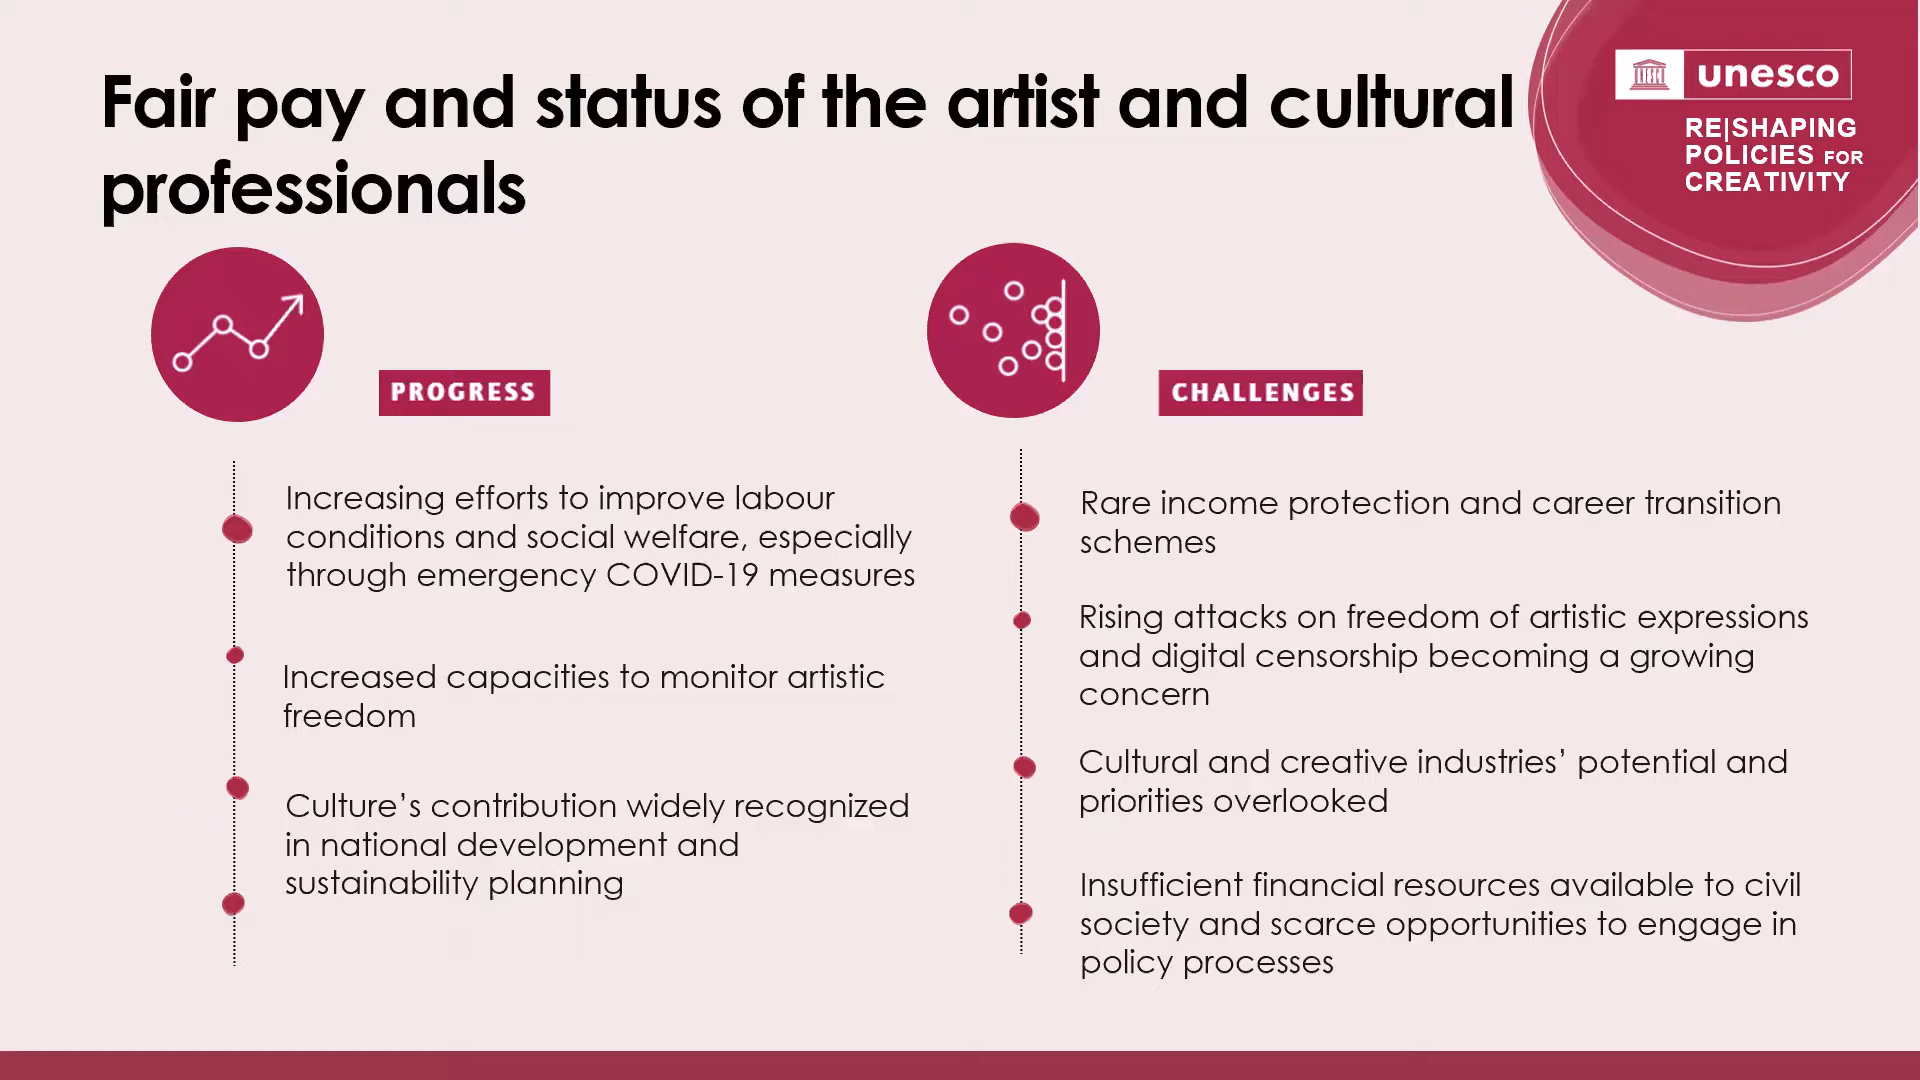 Fair pay and status of the artist and cultural
professionals
unesco
RE|SHAPING
POLICIES FOR
CREATIVITY
PROGRESS
Increasing efforts to improve labour
conditions and social welfare, especially
through emergency COVID-19 measures
Increased capacities to monitor artistic
freedom
Culture’s contribution widely recognized
in national development and
sustainability planning
CHALLENGES
Rare income protection and career transition
schemes
Rising attacks on freedom of artistic expressions
and digital censorship becoming a growing
concern
Cultural and creative industries’ potential and
priorities overlooked
Insufficient financial resources available to civil
society and scarce opportunities to engage in
policy processes